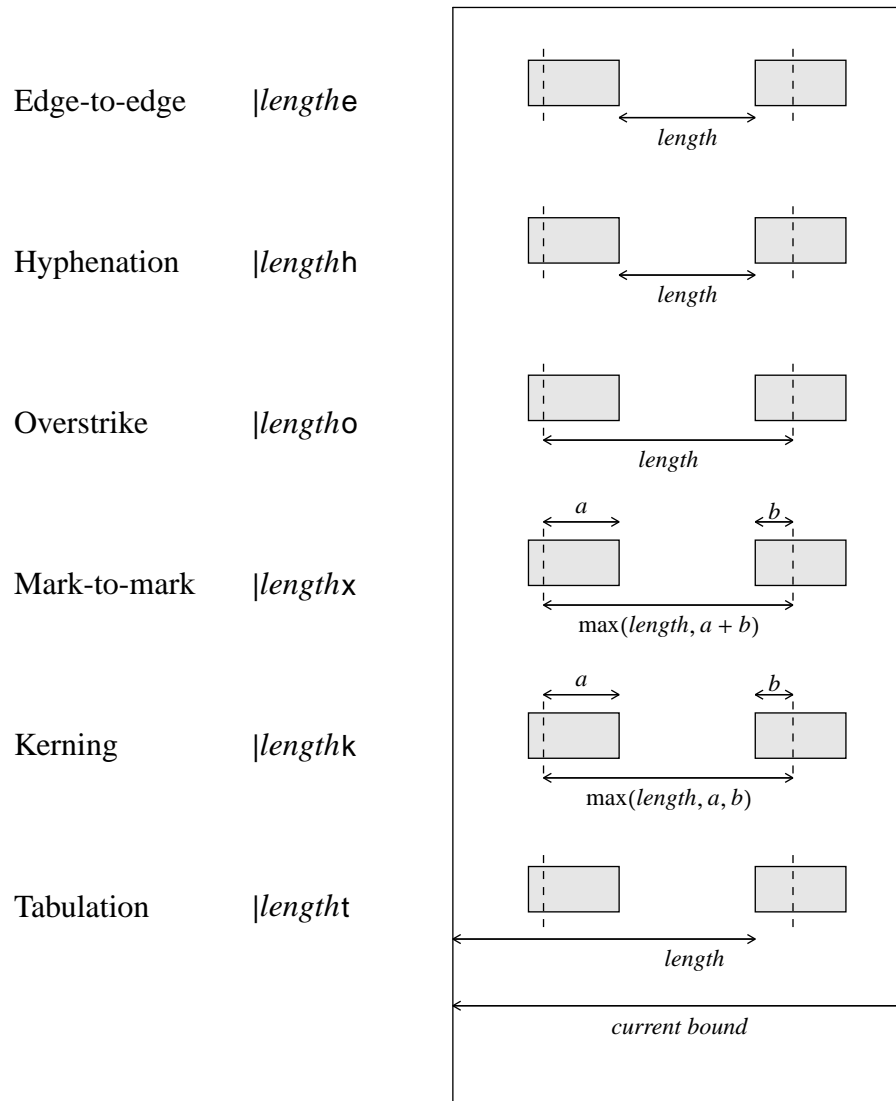 Edge-to-edge |lengthe
length
Hyphenation |lengthh
length
Overstrike |lengtho
length
a b
Mark-to-mark |lengthx
max(length, a + b)
a b
Kerning |lengthk
max(length, a, b)
Tabulation |lengtht
length
current bound